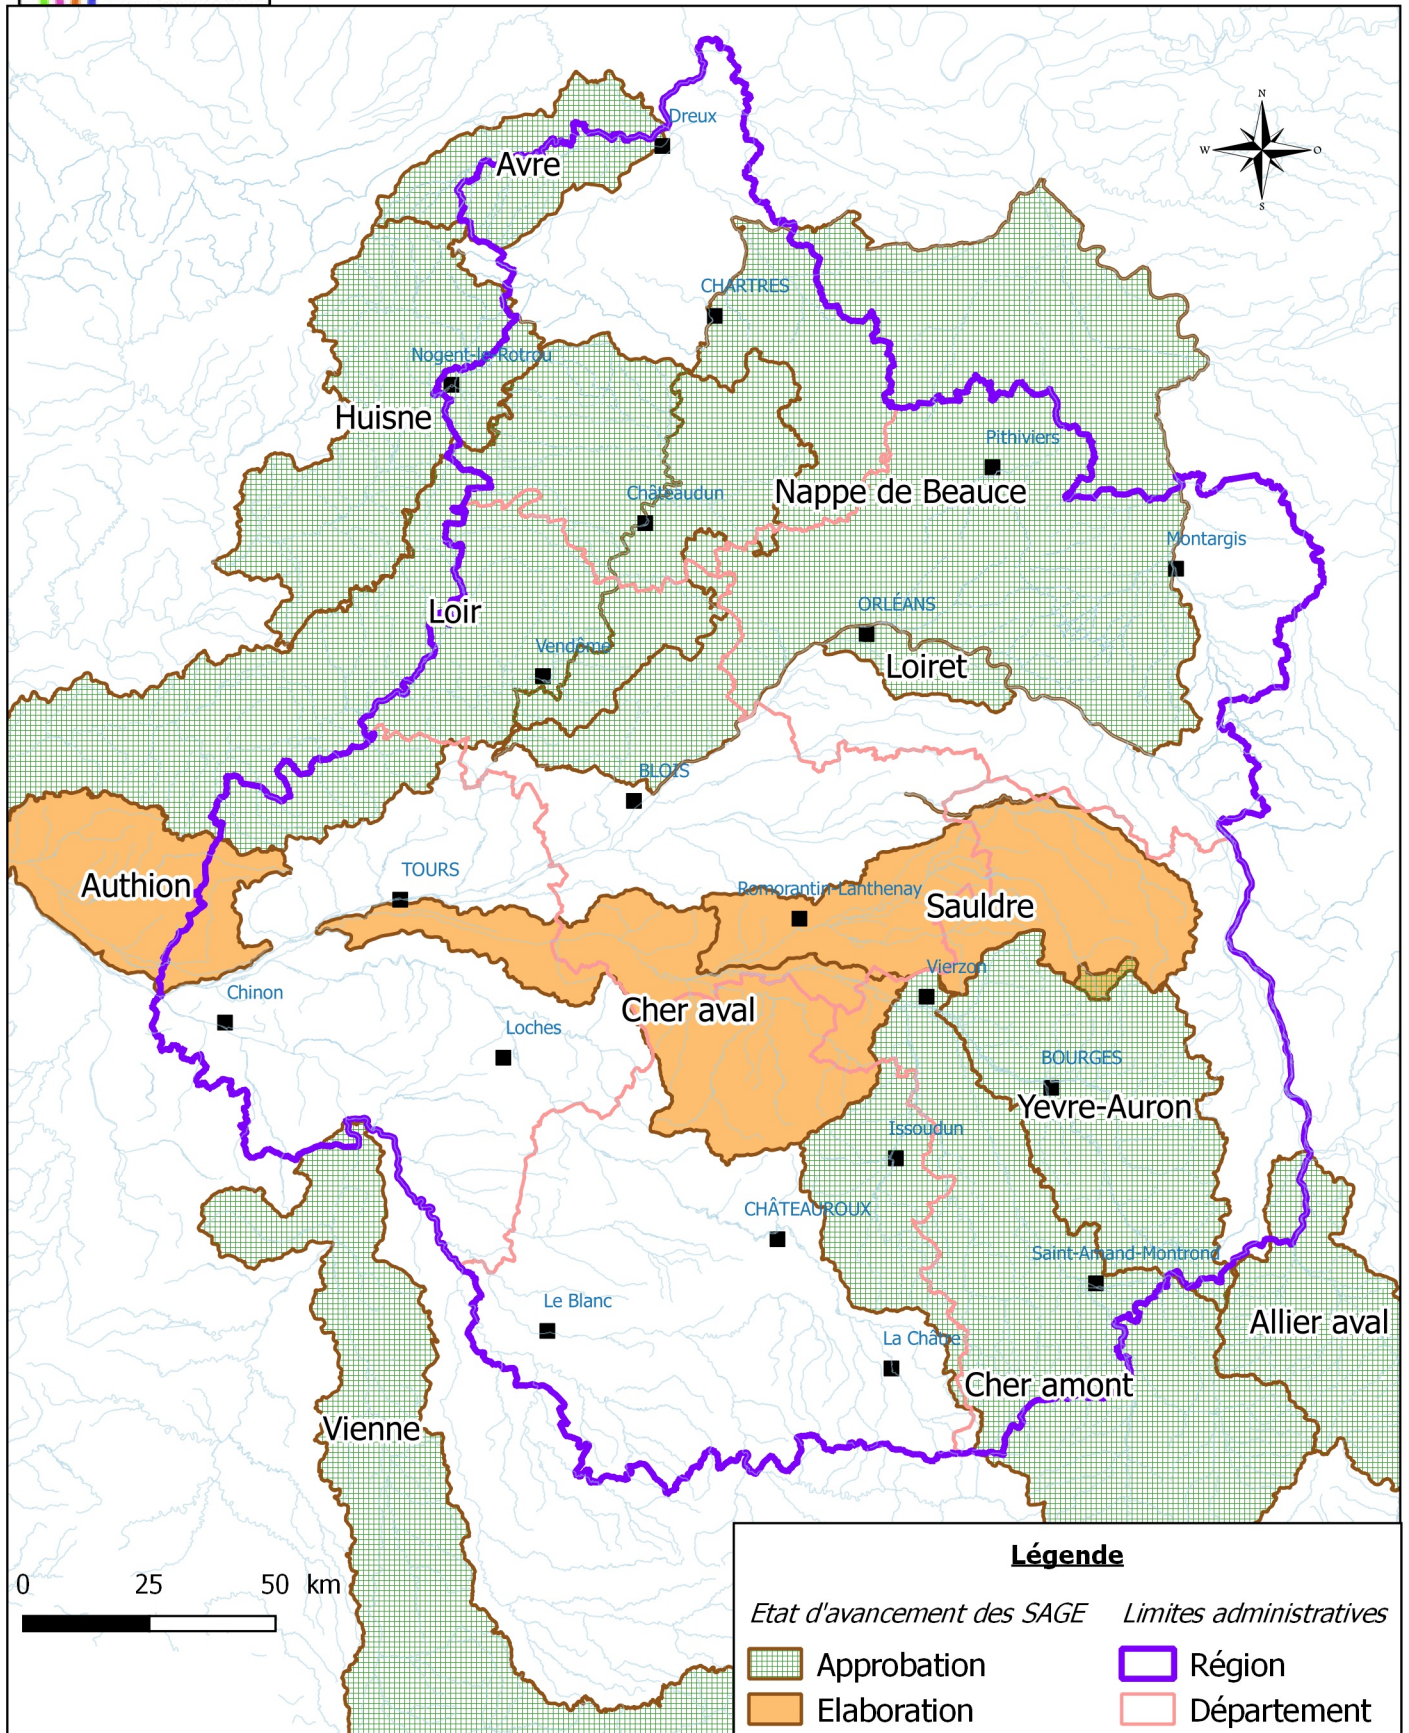 N
W
O
S
Dreux
Avre
CHARTRES
Nogent-le-Rotrou
Huisne
Pithiviers
Châteaudun
Nappe de Beauce
Montargis
ORLÉANS
Loir
Vendôme
Loiret
BLOIS
TOURS
Authion
Romorantin-Lanthenay
Sauldre
Vierzon
Chinon
Cher aval
Loches
BOURGES
Yèvre-Auron
Issoudun
CHÂTEAUROUX
Saint-Amand-Montrond
Le Blanc
Allier aval
La Châtre
Cher amont
Vienne
0 25 50 km
Légende
Etat d'avancement des SAGE
Limites administratives
Approbation
Région
Elaboration
Département